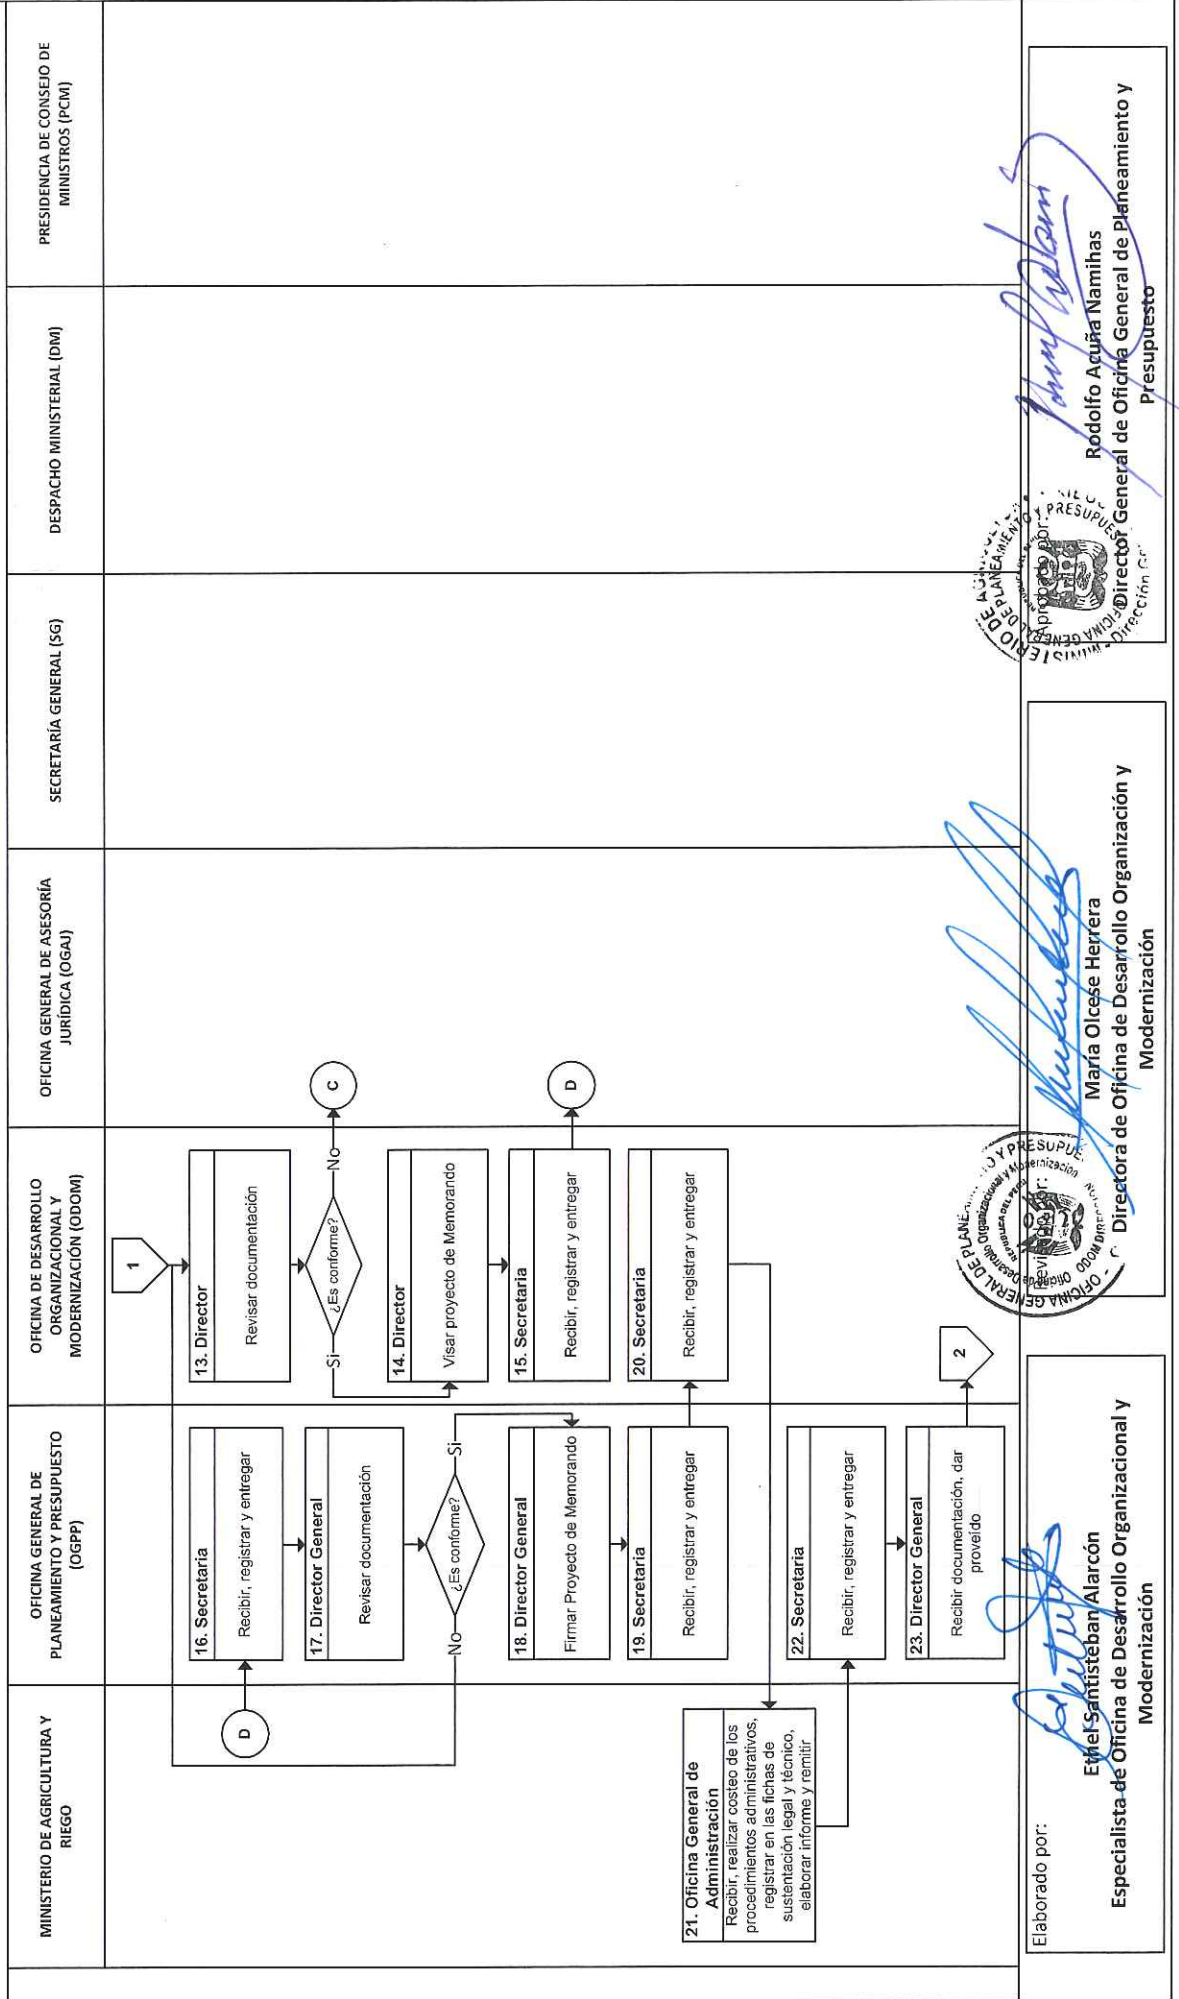 MINISTERIO DE AGRICULTURA Y
RIEGO
OFICINA GENERAL DE
PLANEAMIENTO Y PRESUPUESTO
(OGPP)
OFICINA DE DESARROLLO
ORGANIZACIONAL Y
MODERNIZACIÓN (ODOM)
OFICINA GENERAL DE ASESORÍA
JURÍDICA (OGAJ)
SECRETARÍA GENERAL (SG)
DESPACHO MINISTERIAL (DM)
PRESIDENCIA DE CONSEJO DE
MINISTROS (PCM)
1
13. Director
Revisar documentación
¿Es conforme?
Si
No
C
14. Director
Visar proyecto de Memorando
15. Secretaria
Recibir, registrar y entregar
D
D
16. Secretaria
Recibir, registrar y entregar
17. Director General
Revisar documentación
¿Es conforme?
No
Si
18. Director General
Firmar Proyecto de Memorando
19. Secretaria
Recibir, registrar y entregar
20. Secretaria
Recibir, registrar y entregar
21. Oficina General de
Administración
Recibir, realizar costeo de los
procedimientos administrativos,
registrar en las fichas de
sustentación legal y técnico,
elaborar informe y remitir
22. Secretaria
Recibir, registrar y entregar
23. Director General
Recibir documentación, dar
proveído
2
Elaborado por:
Ethel Santisteban Alarcón
Especialista de Oficina de Desarrollo Organizacional y
Modernización
Revisado por:
María Olcese Herrera
Directora de Oficina de Desarrollo Organización y
Modernización
OFICINA GENERAL DE
Aprobado por:
Rodolfo Acuña Namihas
Director General de Oficina General de Planeamiento y
Presupuesto
OFICINA GENERAL DE PLANEAMIENTO Y